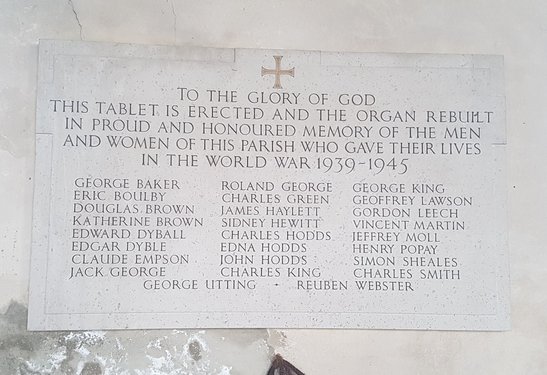 TO THE GLORY OF GOD
THIS TABLET IS ERECTED AND THE ORGAN REBUILT
IN PROUD AND HONOURED MEMORY OF THE MEN
AND WOMEN OF THIS PARISH WHO GAVE THEIR LIVES
IN THE WORLD WAR 1939-1945
GEORGE BAKER ROLAND GEORGE GEORGE KING
ERIC BOULBY CHARLES GREEN GEOFFREY LAWSON
DOUGLAS BROWN JAMES HAYLETT GORDON LEECH
KATHERINE BROWN SIDNEY HEWITT VINCENT MARTIN
EDWARD DYBALL CHARLES HODDS JEFFREY MOLL
EDGAR DYBLE EDNA HODDS HENRY POPAY
CLAUDE EMPSON JOHN HODDS SIMON SHEALES
JACK GEORGE CHARLES KING CHARLES SMITH
GEORGE UTTING · REUBEN WEBSTER